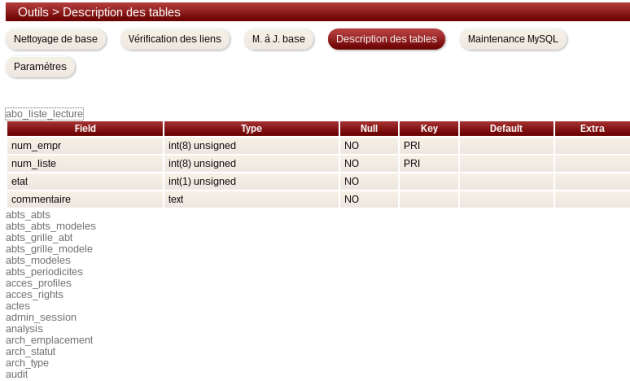 Outils > Description des tables
Nettoyage de base Vérification des liens M. à J. base Description des tables Maintenance MySQL
Paramètres
abo_liste_lecture
Field Type Null Key Default Extra
num_empr int(8) unsigned NO PRI
num_liste int(8) unsigned NO PRI
etat int(1) unsigned NO
commentaire text NO
abts_abts
abts_abts_modeles
abts_grille_abt
abts_grille_modele
abts_modeles
abts_periodicites
acces_profiles
acces_rights
actes
admin_session
analysis
arch_emplacement
arch_statut
arch_type
audit